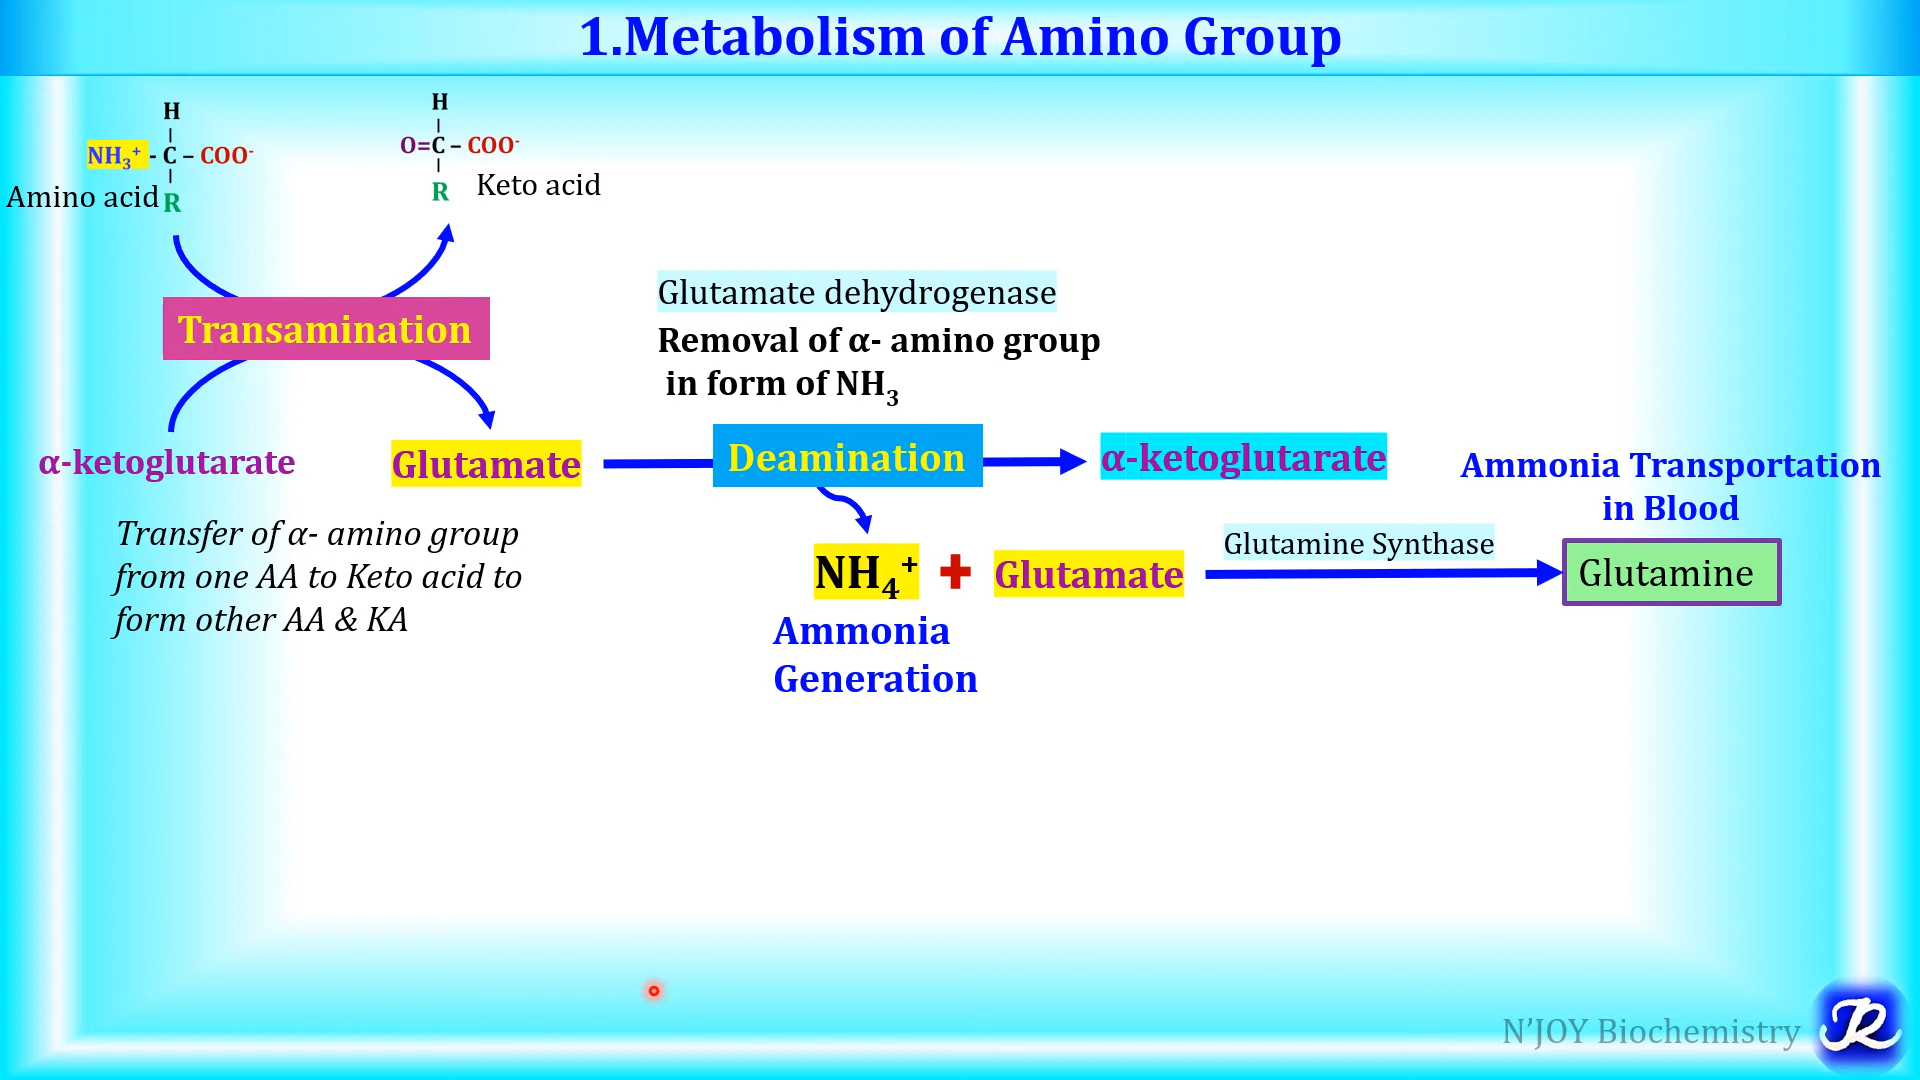 1.Metabolism of Amino Group
H
NH₃⁺ - C – COO⁻
Amino acid R
H
O=C – COO⁻
R Keto acid
Transamination
α-ketoglutarate
Glutamate
Transfer of α- amino group
from one AA to Keto acid to
form other AA & KA
Glutamate dehydrogenase
Removal of α- amino group
in form of NH₃
Deamination
α-ketoglutarate
NH₄⁺ + Glutamate
Ammonia
Generation
Glutamine Synthase
Ammonia Transportation
in Blood
Glutamine
N'JOY Biochemistry
JR